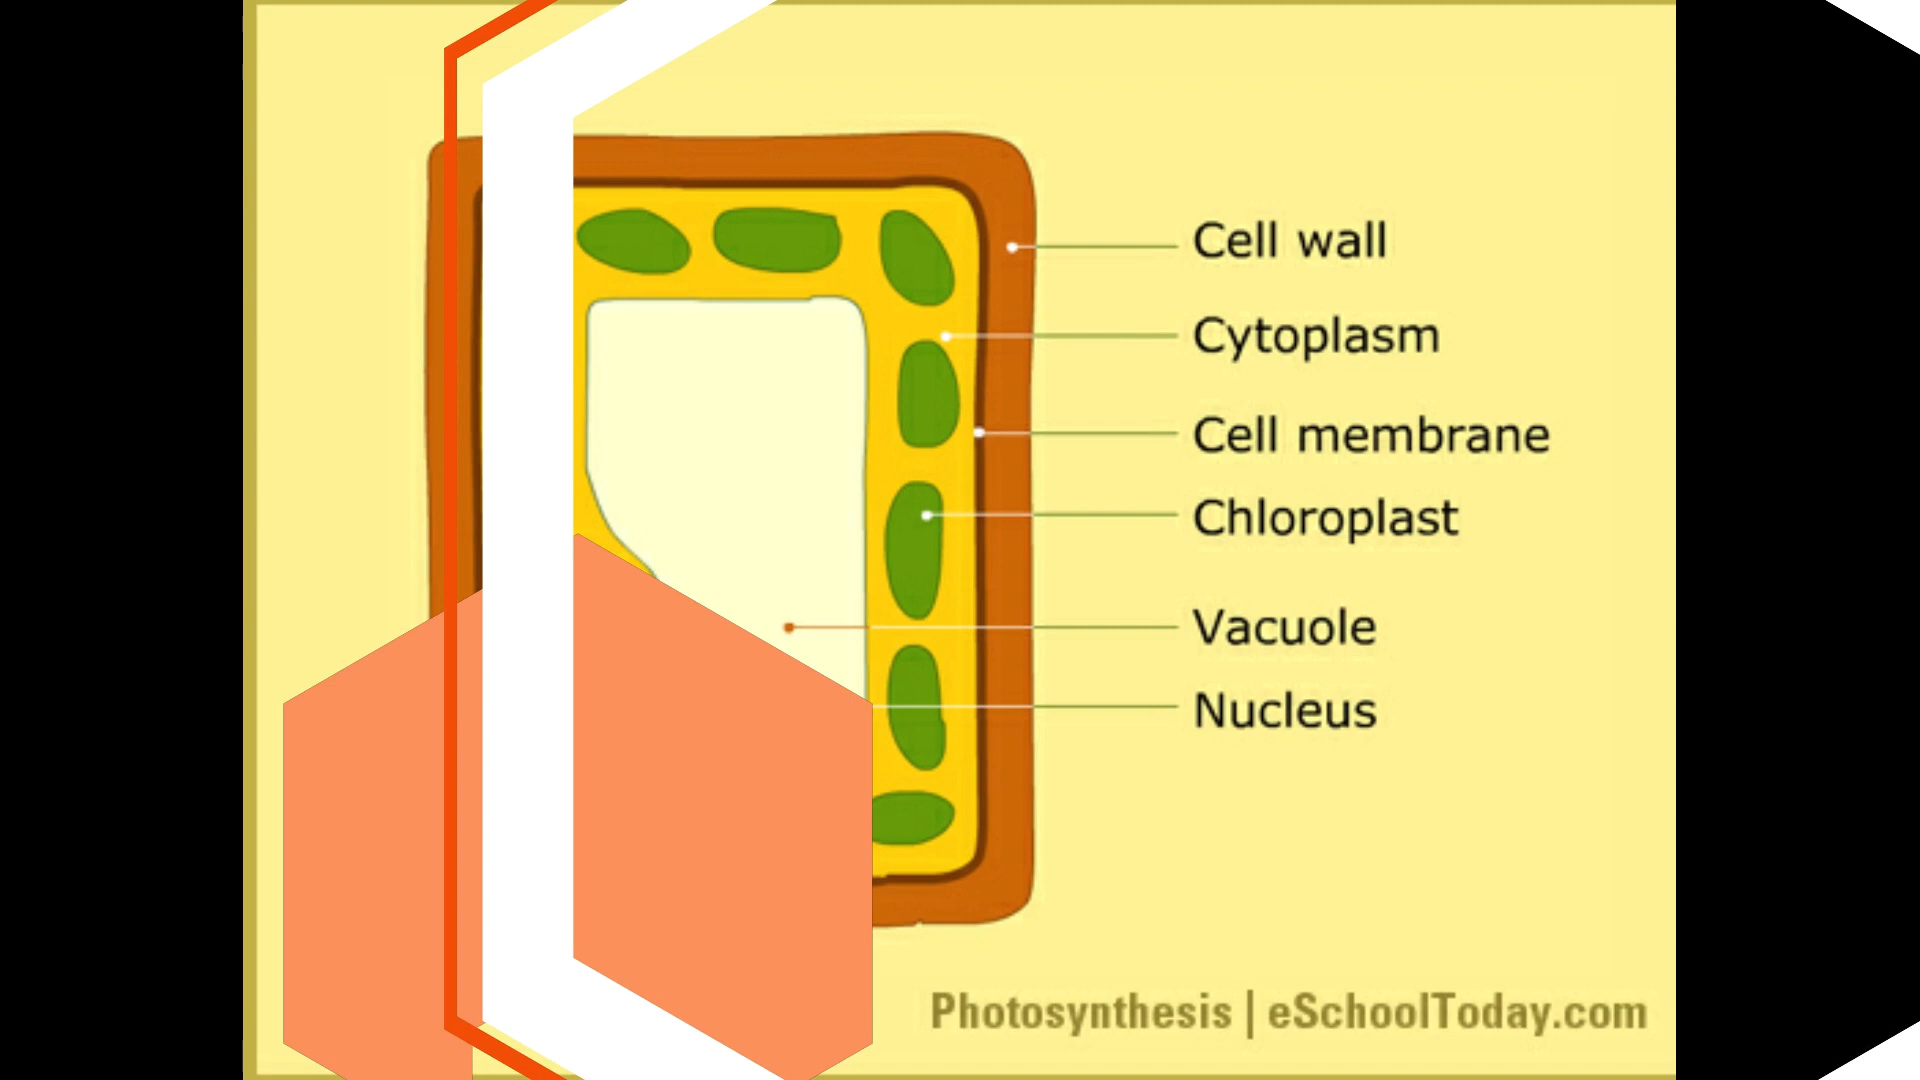 Cell wall
Cytoplasm
Cell membrane
Chloroplast
Vacuole
Nucleus
Photosynthesis | eSchoolToday.com